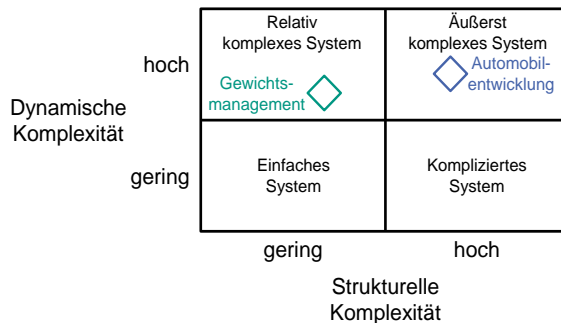 Relativ
komplexes System
Äußerst
komplexes System
hoch
Gewichts-
management
Automobil-
entwicklung
Dynamische
Komplexität
gering
Einfaches
System
Kompliziertes
System
gering
hoch
Strukturelle
Komplexität